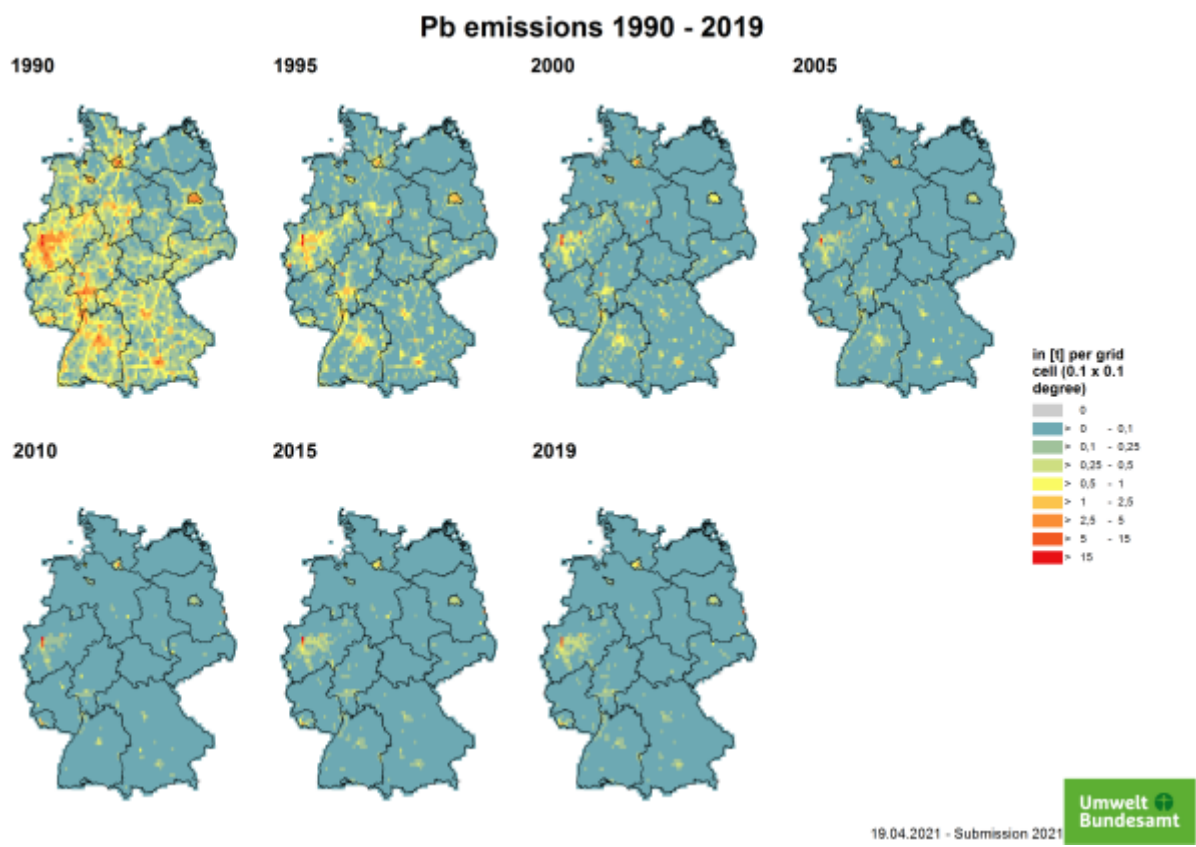 Pb emissions 1990 - 2019
1990
1995
2000
2005
in [t] per grid
cell (0.1 x 0.1
degree)
0
> 0 - 0,1
> 0,1 - 0,25
> 0,25 - 0,5
> 0,5 - 1
> 1 - 2,5
> 2,5 - 5
> 5 - 15
> 15
2010
2015
2019
19.04.2021 - Submission 2021
Umwelt
Bundesamt